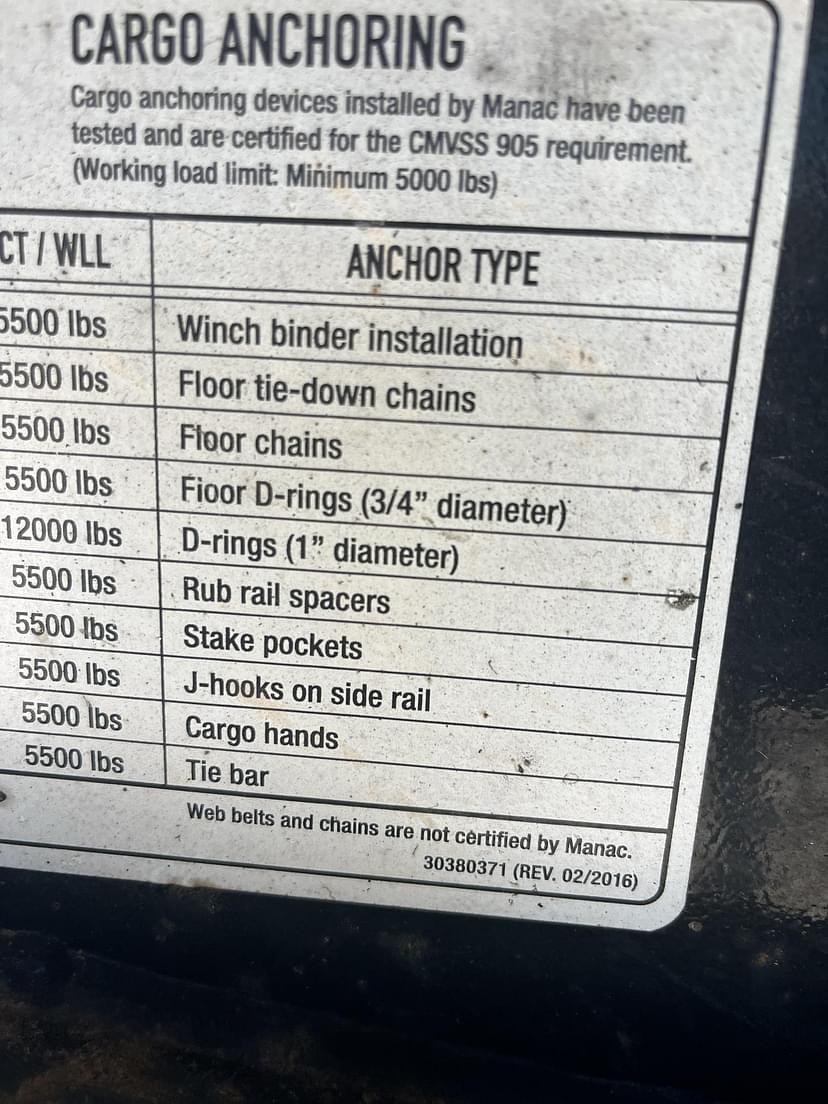 CARGO ANCHORING
Cargo anchoring devices installed by Manac have been
tested and are certified for the CMVSS 905 requirement.
(Working load limit: Minimum 5000 lbs)
CT / WLL ANCHOR TYPE
5500 lbs Winch binder installation
5500 lbs Floor tie-down chains
5500 lbs Floor chains
5500 lbs Floor D-rings (3/4” diameter)
12000 lbs D-rings (1” diameter)
5500 lbs Rub rail spacers
5500 lbs Stake pockets
5500 lbs J-hooks on side rail
5500 lbs Cargo hands
5500 lbs Tie bar
Web belts and chains are not certified by Manac.
30380371 (REV. 02/2016)